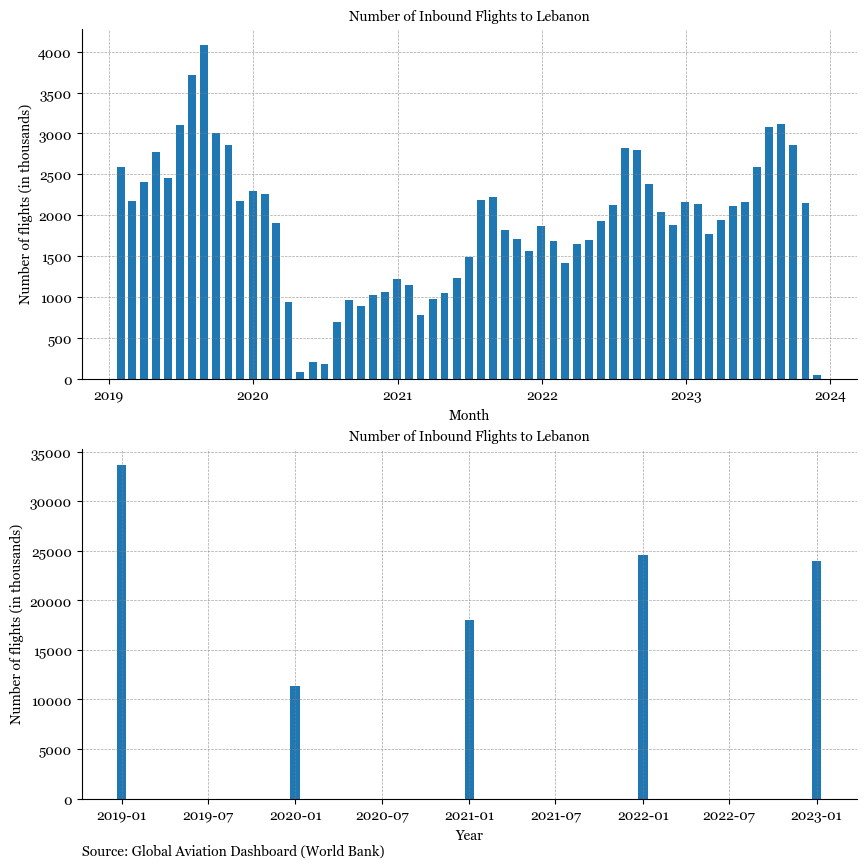 Number of Inbound Flights to Lebanon
Number of flights (in thousands)
4000
3500
3000
2500
2000
1500
1000
500
0
2019 2020 2021 2022 2023 2024
Month
Number of Inbound Flights to Lebanon
Number of flights (in thousands)
35000
30000
25000
20000
15000
10000
5000
0
2019-01 2019-07 2020-01 2020-07 2021-01 2021-07 2022-01 2022-07 2023-01
Year
Source: Global Aviation Dashboard (World Bank)